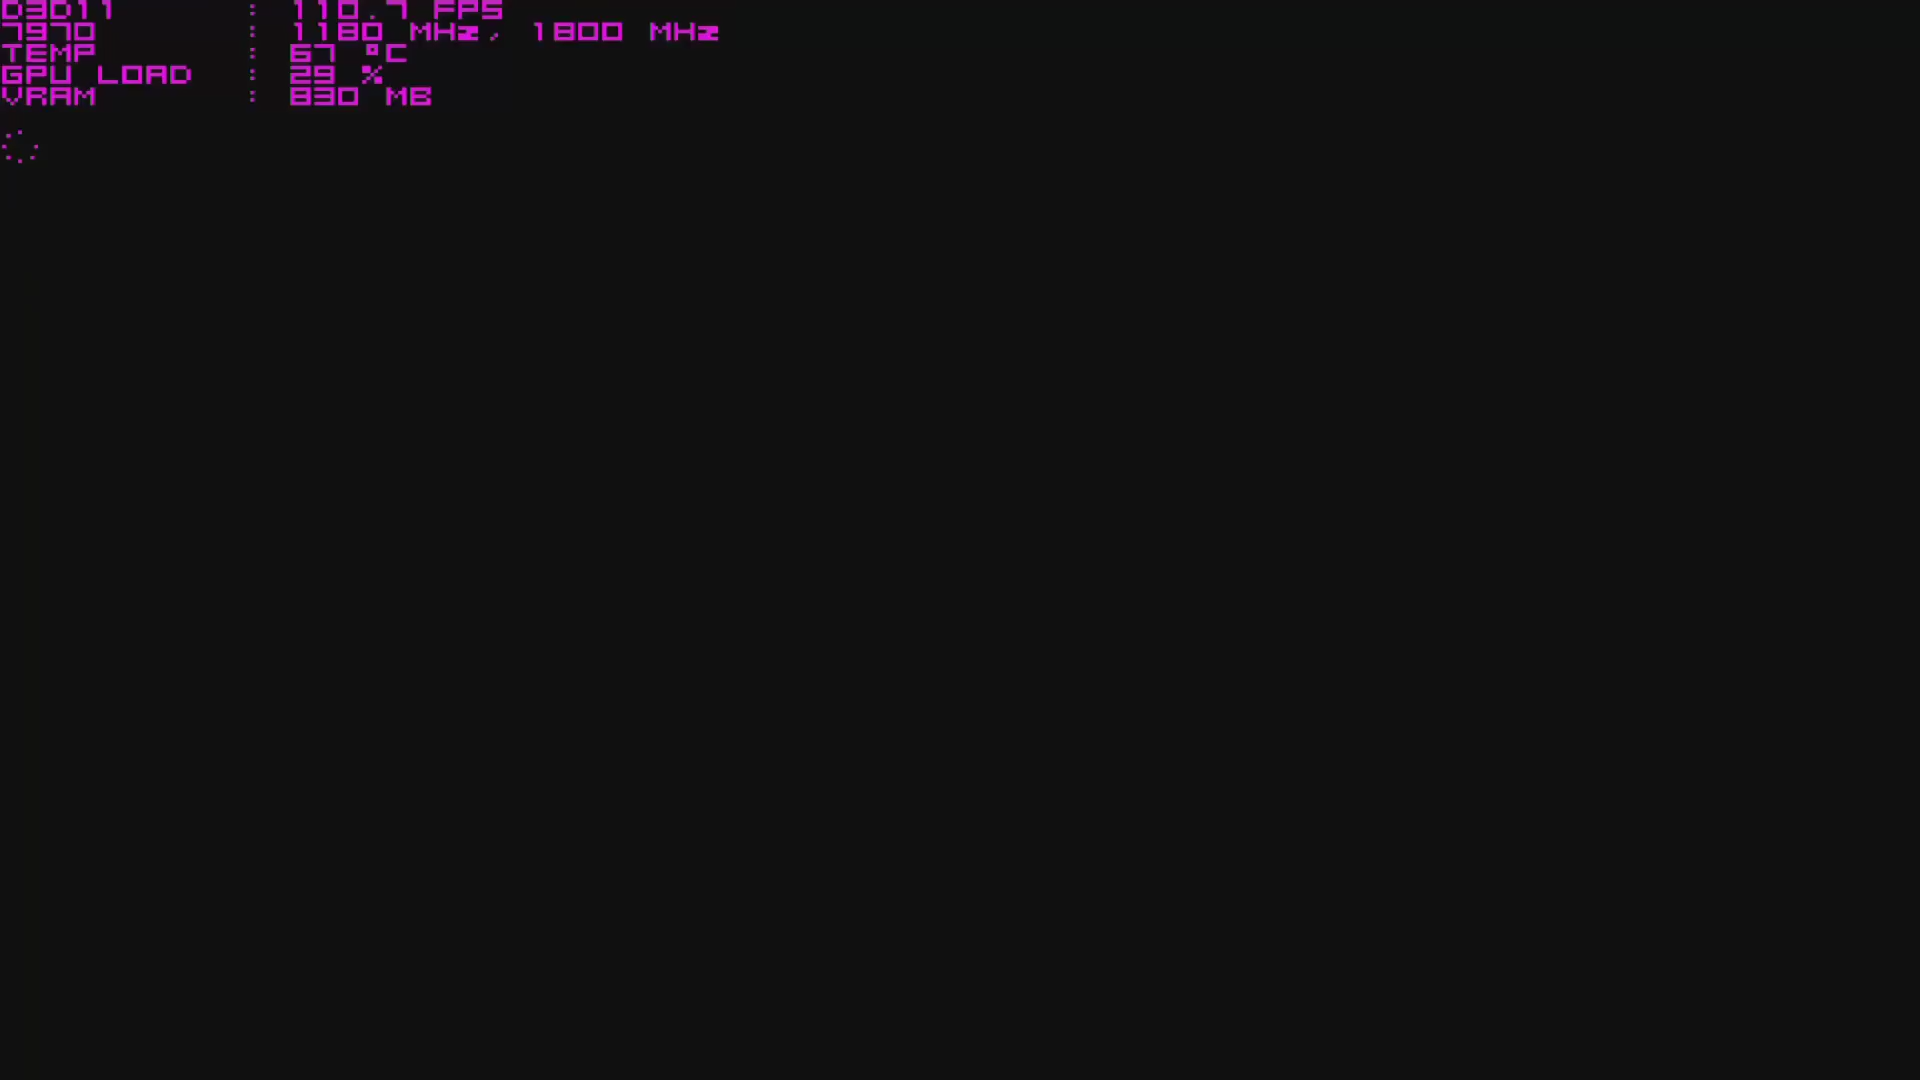 D3D11 : 110.7 FPS
7970 : 1180 MHz, 1800 MHz
TEMP : 67 °C
GPU LOAD : 29 %
VRAM : 830 MB